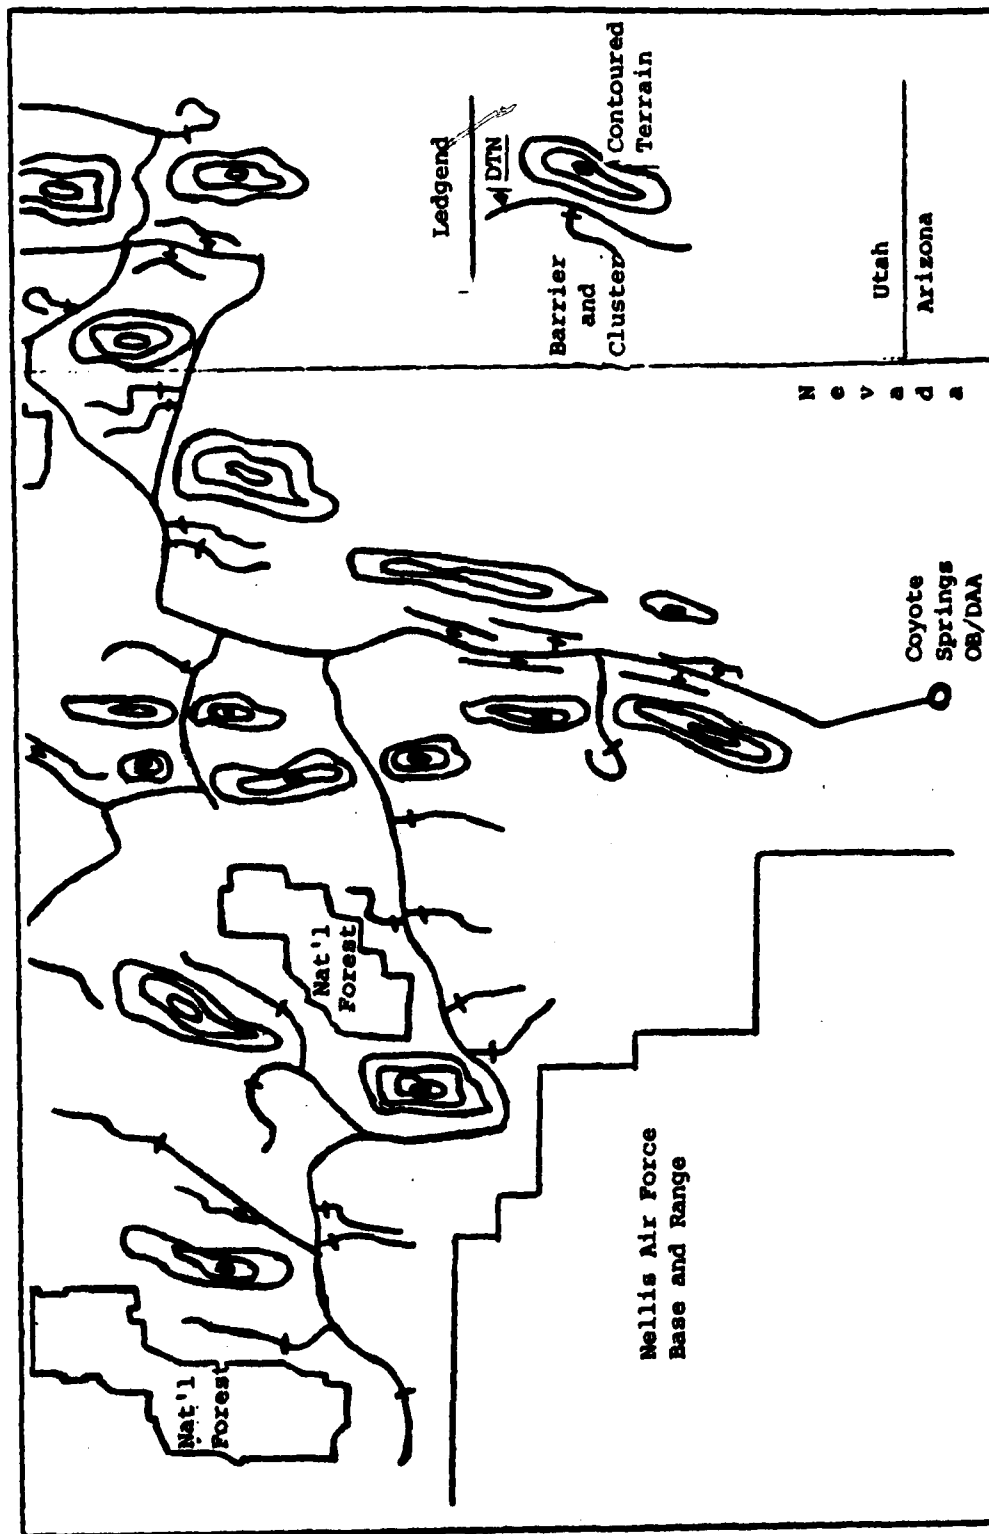 Nat'l
Forest
Nat'l
Forest
Nellis Air Force
Base and Range
Coyote
Springs
OB/DAA
Nevada
Utah
Arizona
Ledgend
DTN
Barrier
and
Cluster
Contoured
Terrain